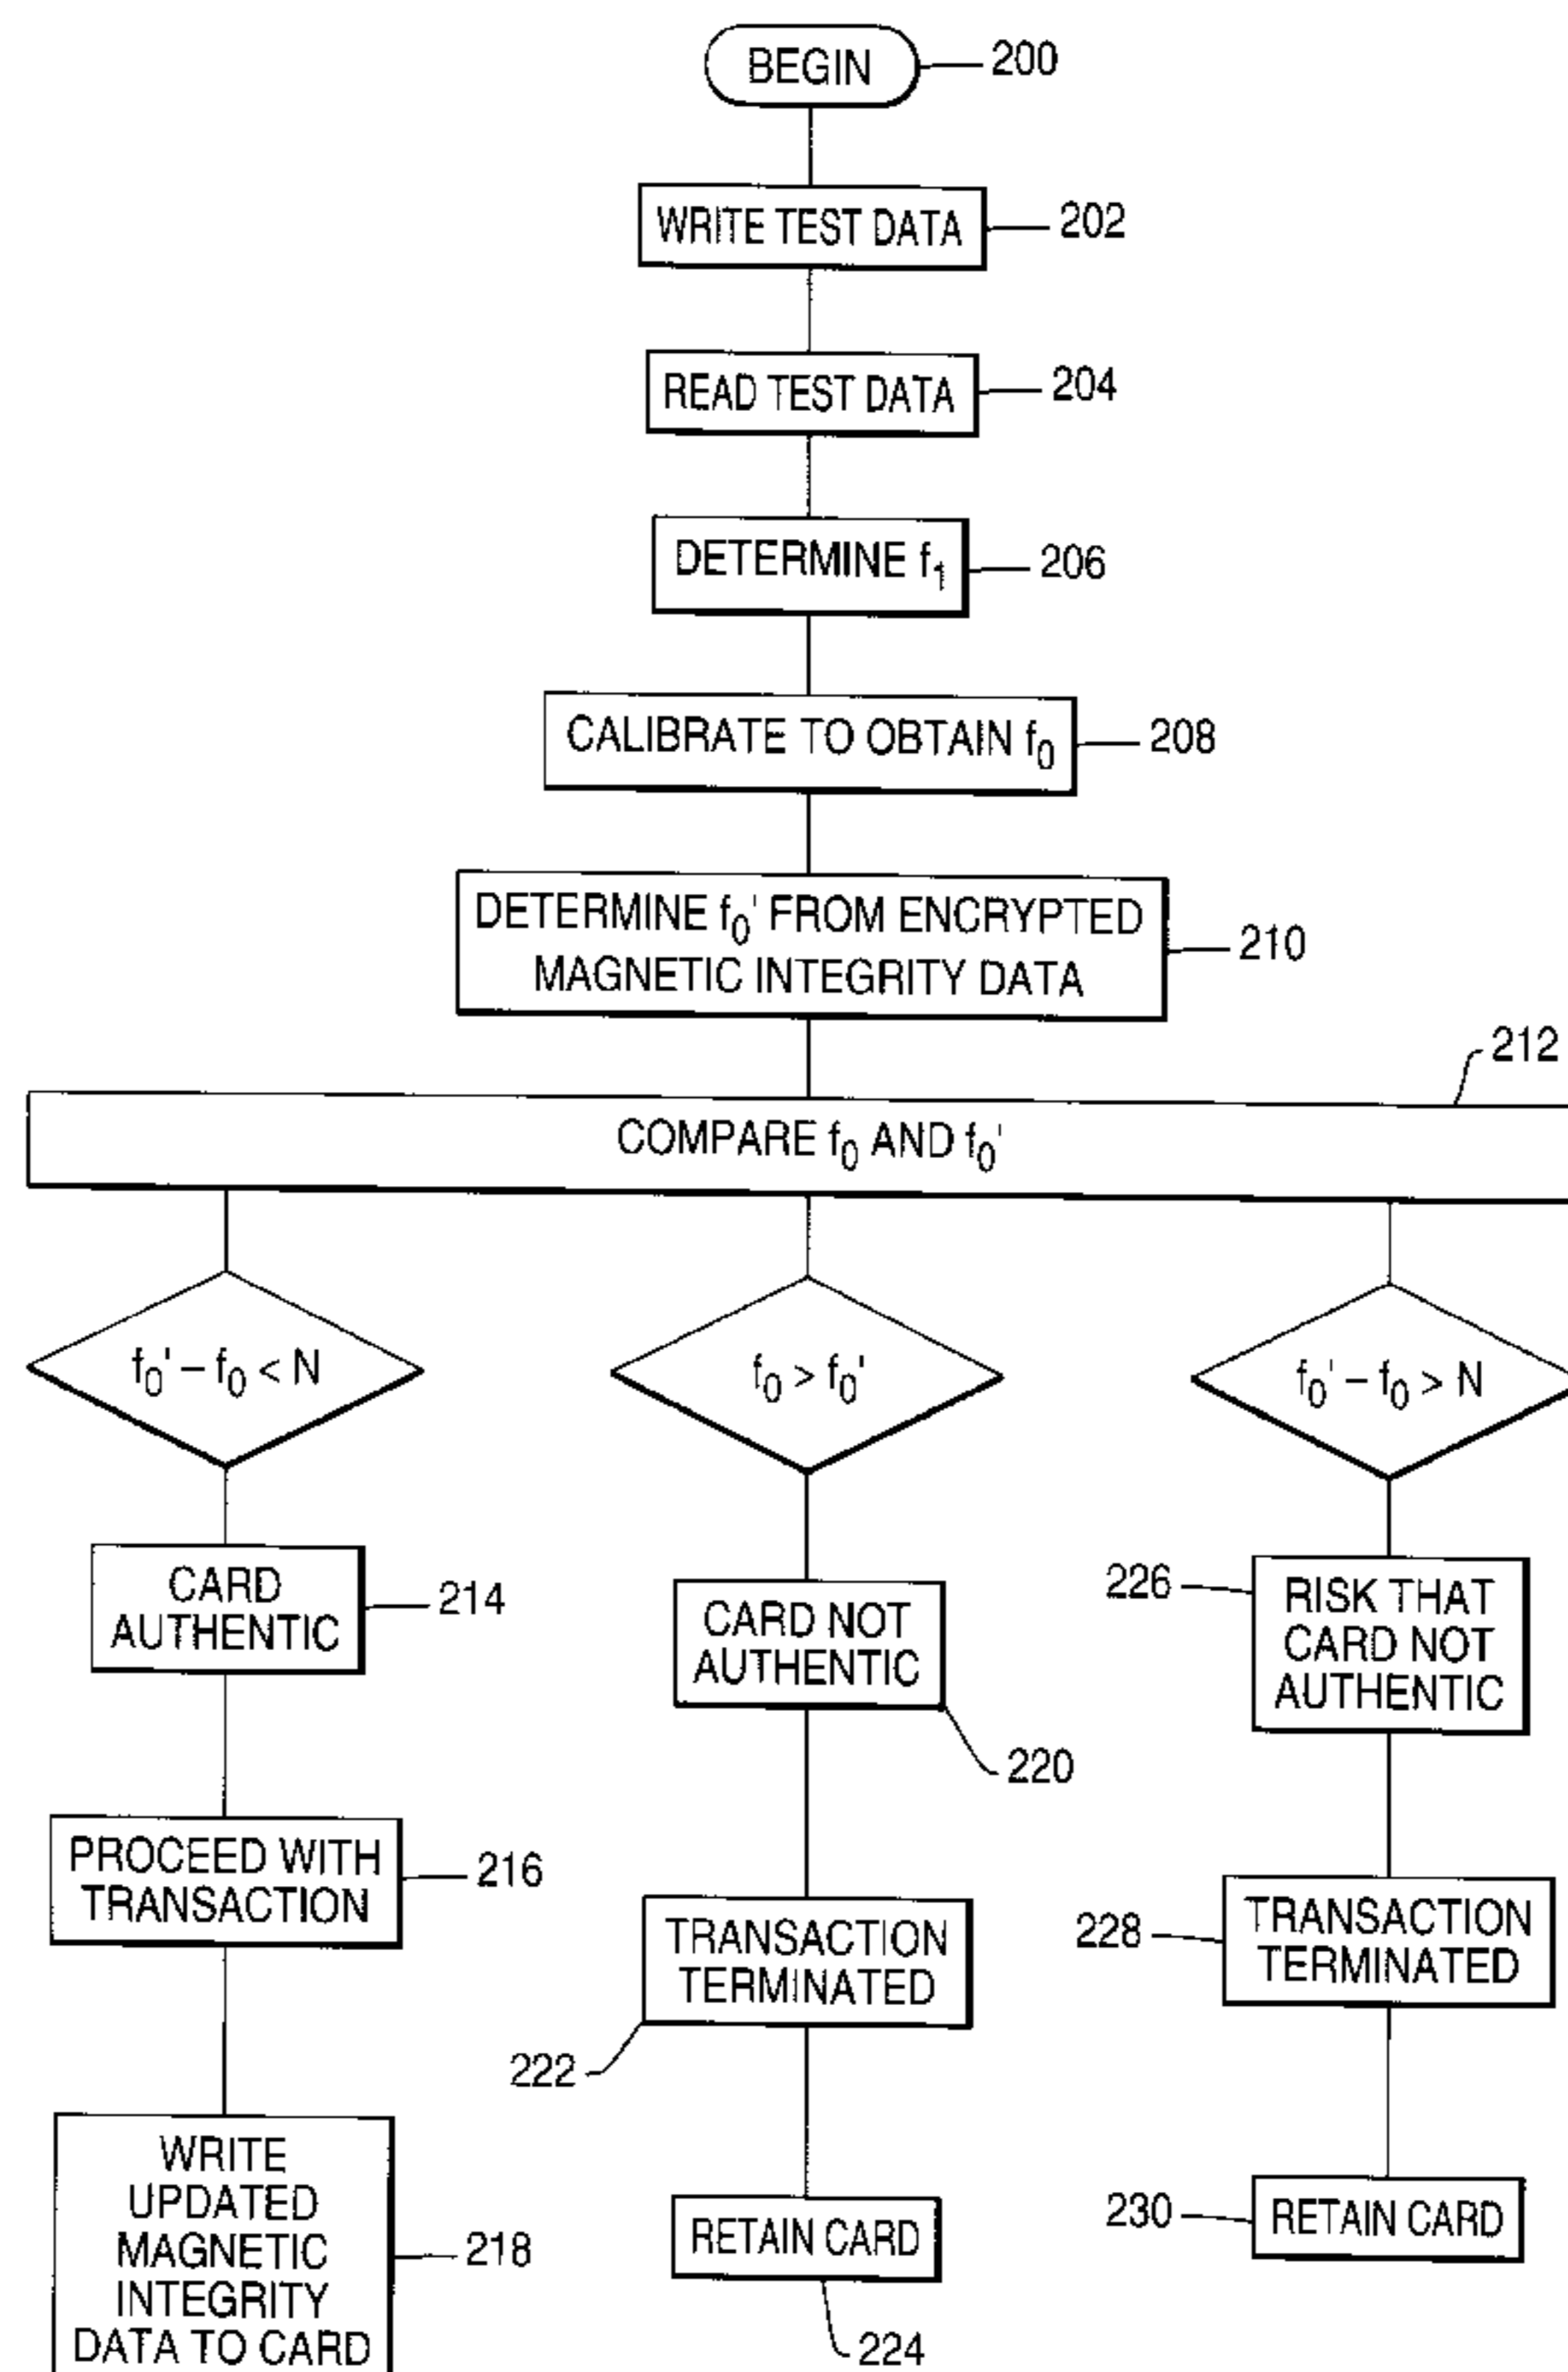 BEGIN
200
WRITE TEST DATA
202
READ TEST DATA
204
DETERMINE f₁
206
CALIBRATE TO OBTAIN f₀
208
DETERMINE f₀' FROM ENCRYPTED
MAGNETIC INTEGRITY DATA
210
212
COMPARE f₀ AND f₀'
f₀' – f₀ < N
f₀ > f₀'
f₀' – f₀ > N
CARD
AUTHENTIC
214
CARD NOT
AUTHENTIC
220
226
RISK THAT
CARD NOT
AUTHENTIC
PROCEED WITH
TRANSACTION
216
TRANSACTION
TERMINATED
222
228
TRANSACTION
TERMINATED
WRITE
UPDATED
MAGNETIC
INTEGRITY
DATA TO CARD
218
RETAIN CARD
224
230
RETAIN CARD